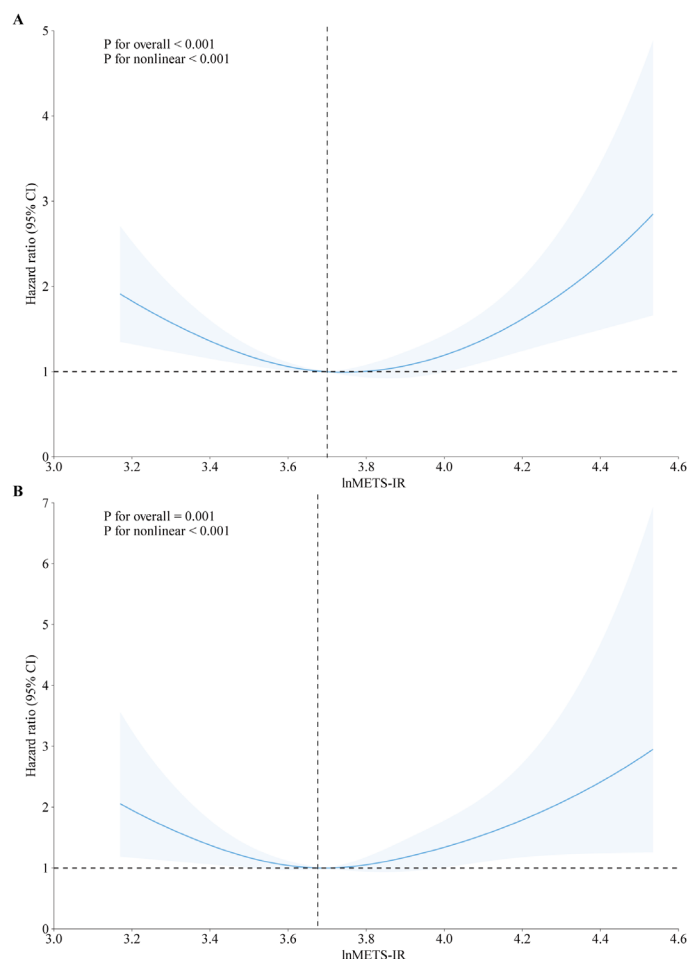 A
P for overall < 0.001
P for nonlinear < 0.001
5
4
3
2
1
0
Hazard ratio (95% CI)
3.0 3.2 3.4 3.6 3.8 4.0 4.2 4.4 4.6
lnMETS-IR
B
P for overall = 0.001
P for nonlinear < 0.001
7
6
5
4
3
2
1
0
Hazard ratio (95% CI)
3.0 3.2 3.4 3.6 3.8 4.0 4.2 4.4 4.6
lnMETS-IR